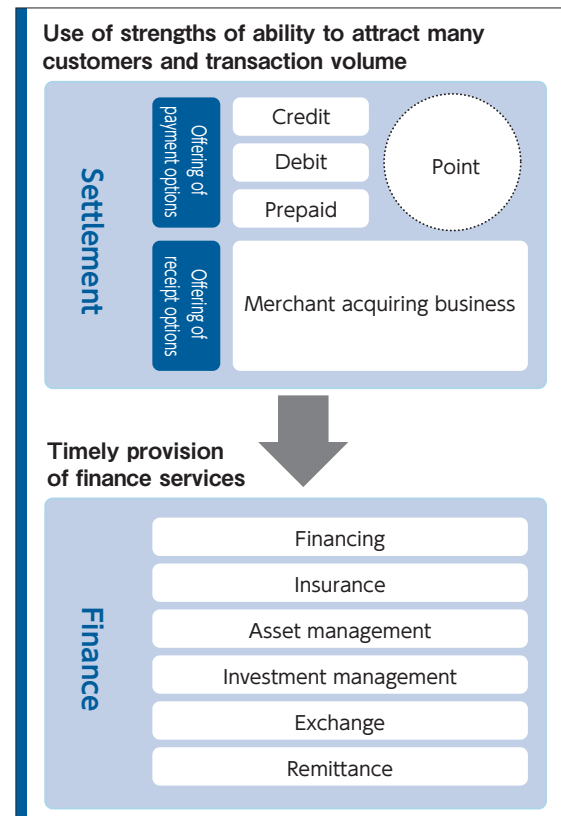 Use of strengths of ability to attract many
customers and transaction volume
Settlement
Offering of
payment options
Credit
Debit
Prepaid
Point
Offering of
receipt options
Merchant acquiring business
Timely provision
of finance services
Finance
Financing
Insurance
Asset management
Investment management
Exchange
Remittance